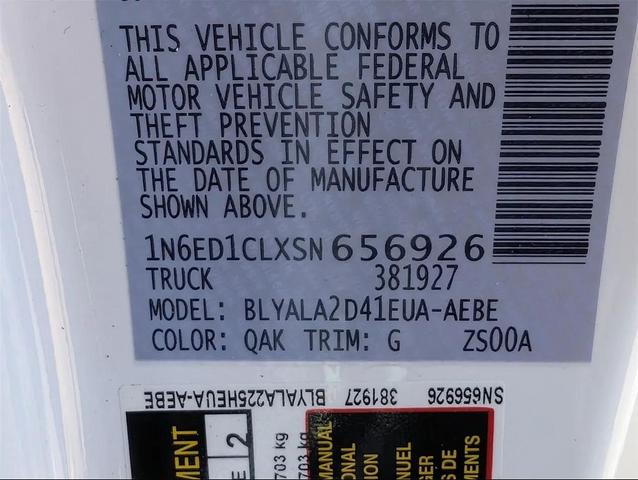 THIS VEHICLE CONFORMS TO
ALL APPLICABLE FEDERAL
MOTOR VEHICLE SAFETY AND
THEFT PREVENTION
STANDARDS IN EFFECT ON
THE DATE OF MANUFACTURE
SHOWN ABOVE.
1N6ED1CLXSN656926
TRUCK 381927
MODEL: BLYALA2D41EUA-AEBE
COLOR: QAK TRIM: G ZS00A
BLYALA225HEUA-AEBE 381927 SN656926
2
703 kg
703 kg
MANUAL